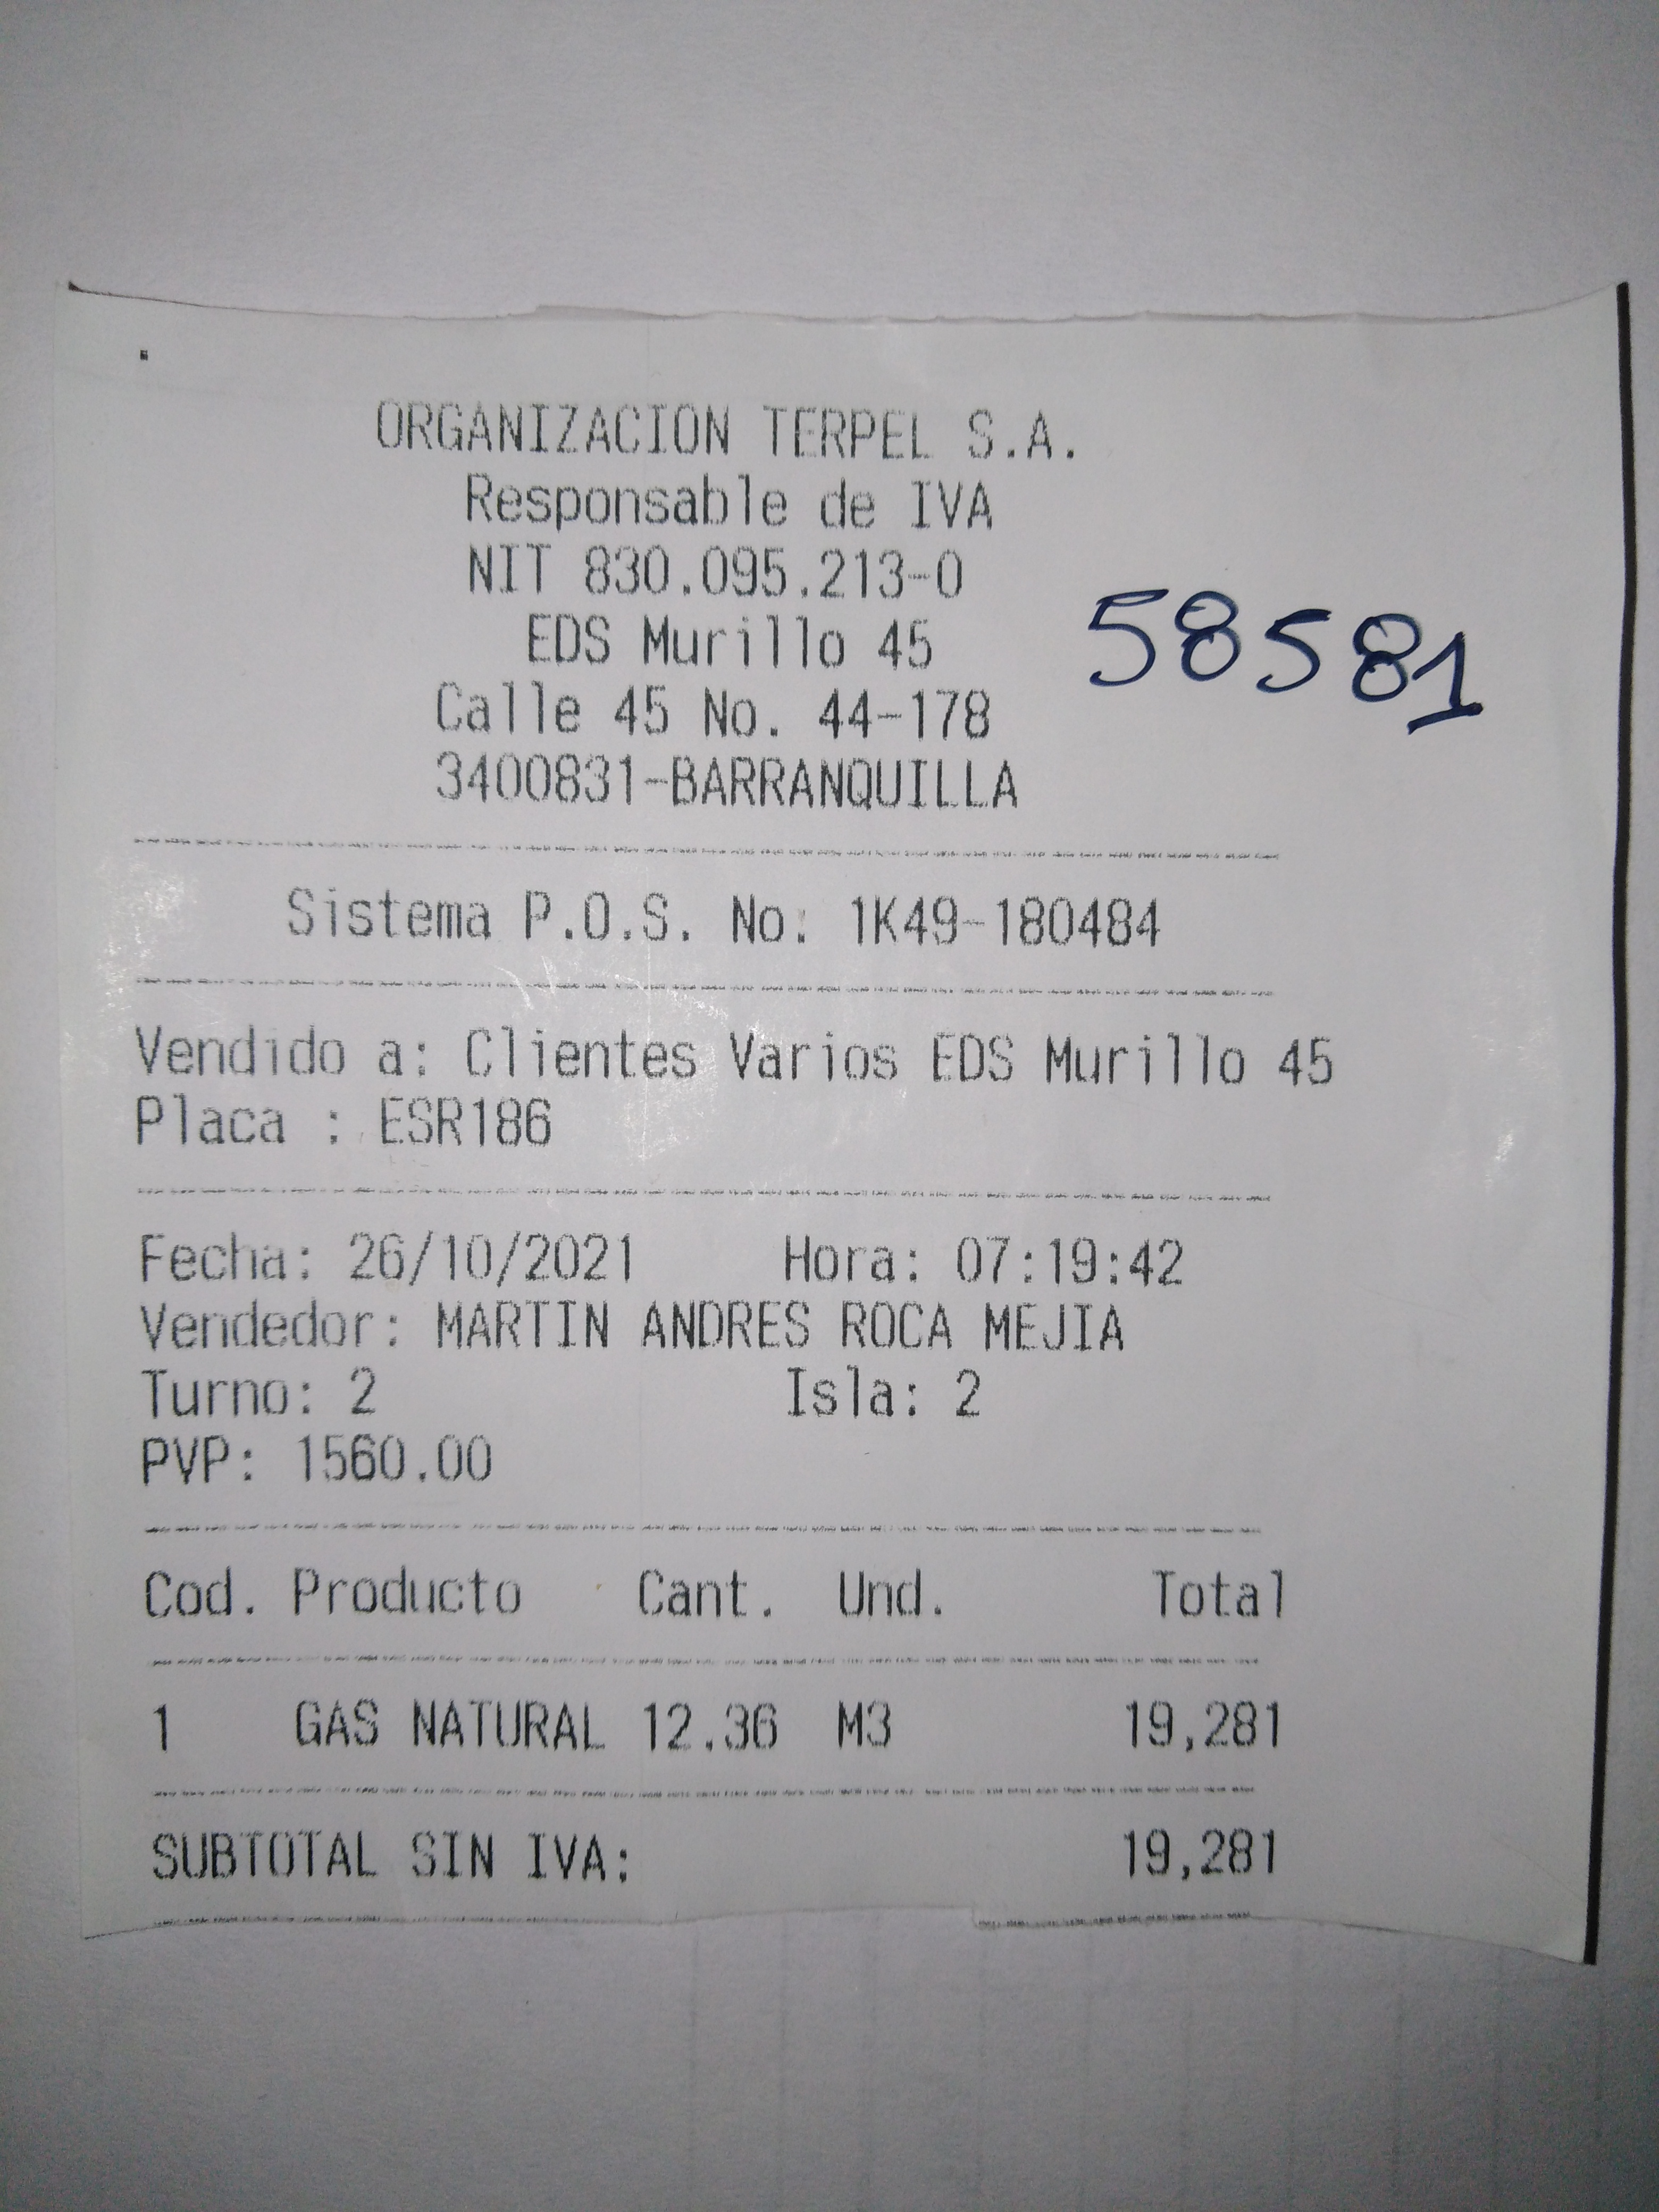 ORGANIZACION TERPEL S.A.
Responsable de IVA
NIT 830.095.213-0
58581
EDS Murillo 45
Calle 45 No. 44-178
3400831-BARRANQUILLA
Sistema P.O.S. No: 1K49-180484
Vendido a: Clientes Varios EDS Murillo 45
Placa : ESR186
Fecha: 26/10/2021 Hora: 07:19:42
Vendedor: MARTIN ANDRES ROCA MEJIA
Turno: 2 Isla: 2
PVP: 1560.00
Cod. Producto Cant. Und. Total
1 GAS NATURAL 12.36 M3 19,281
SUBTOTAL SIN IVA: 19,281